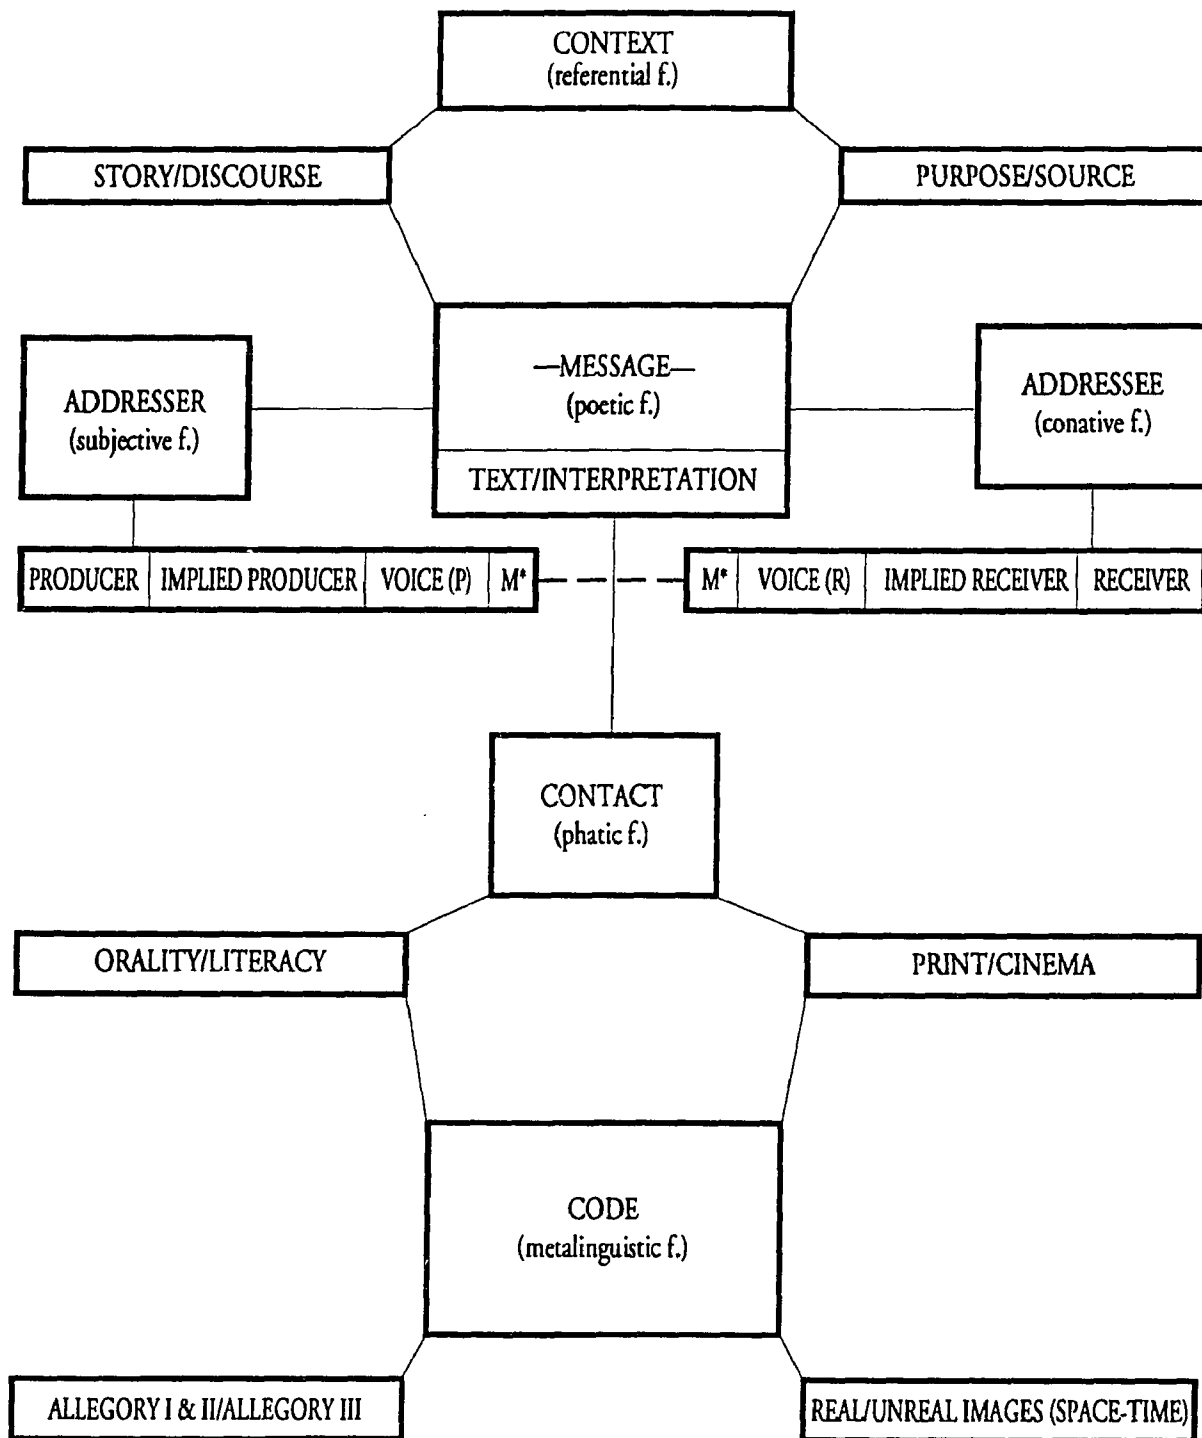 CONTEXT
(referential f.)
STORY/DISCOURSE
PURPOSE/SOURCE
—MESSAGE—
(poetic f.)
TEXT/INTERPRETATION
ADDRESSER
(subjective f.)
ADDRESSEE
(conative f.)
PRODUCER
IMPLIED PRODUCER
VOICE (P)
M*
M*
VOICE (R)
IMPLIED RECEIVER
RECEIVER
CONTACT
(phatic f.)
ORALITY/LITERACY
PRINT/CINEMA
CODE
(metalinguistic f.)
ALLEGORY I & II/ALLEGORY III
REAL/UNREAL IMAGES (SPACE-TIME)